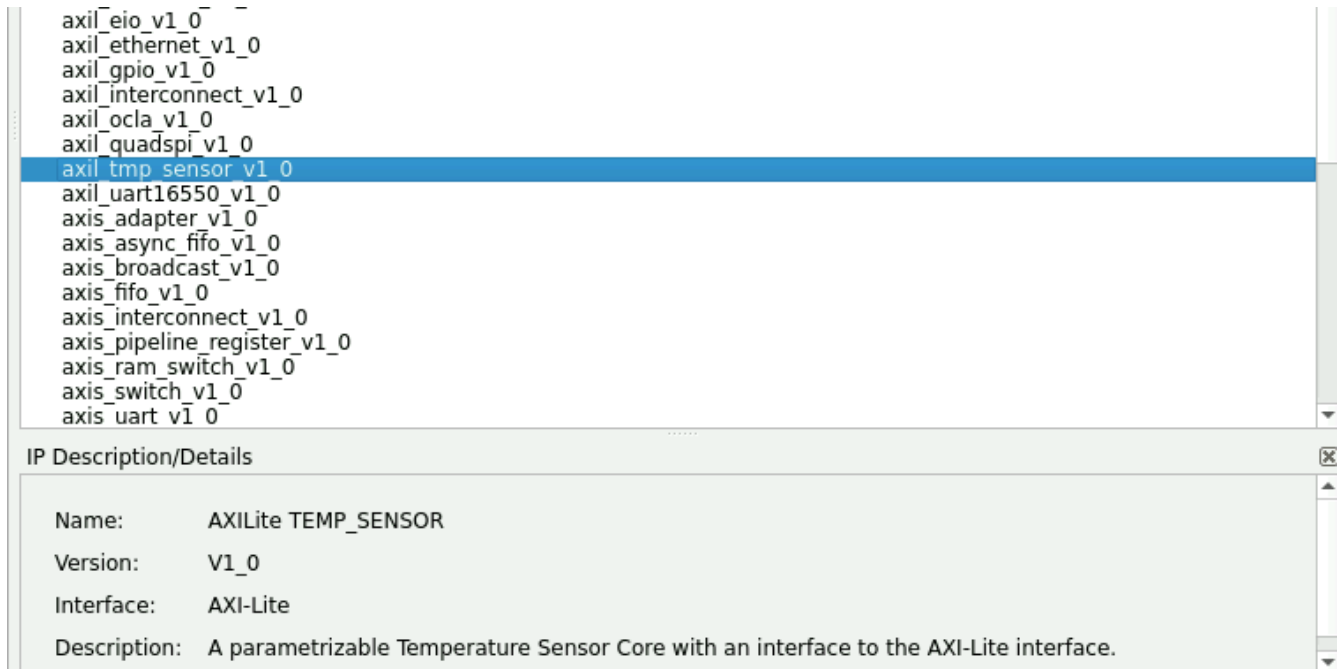 axil_eio_v1_0
axil_ethernet_v1_0
axil_gpio_v1_0
axil_interconnect_v1_0
axil_ocla_v1_0
axil_quadspi_v1_0
axil_tmp_sensor_v1_0
axil_uart16550_v1_0
axis_adapter_v1_0
axis_async_fifo_v1_0
axis_broadcast_v1_0
axis_fifo_v1_0
axis_interconnect_v1_0
axis_pipeline_register_v1_0
axis_ram_switch_v1_0
axis_switch_v1_0
axis_uart_v1_0
IP Description/Details
Name: AXILite TEMP_SENSOR
Version: V1_0
Interface: AXI-Lite
Description: A parametrizable Temperature Sensor Core with an interface to the AXI-Lite interface.